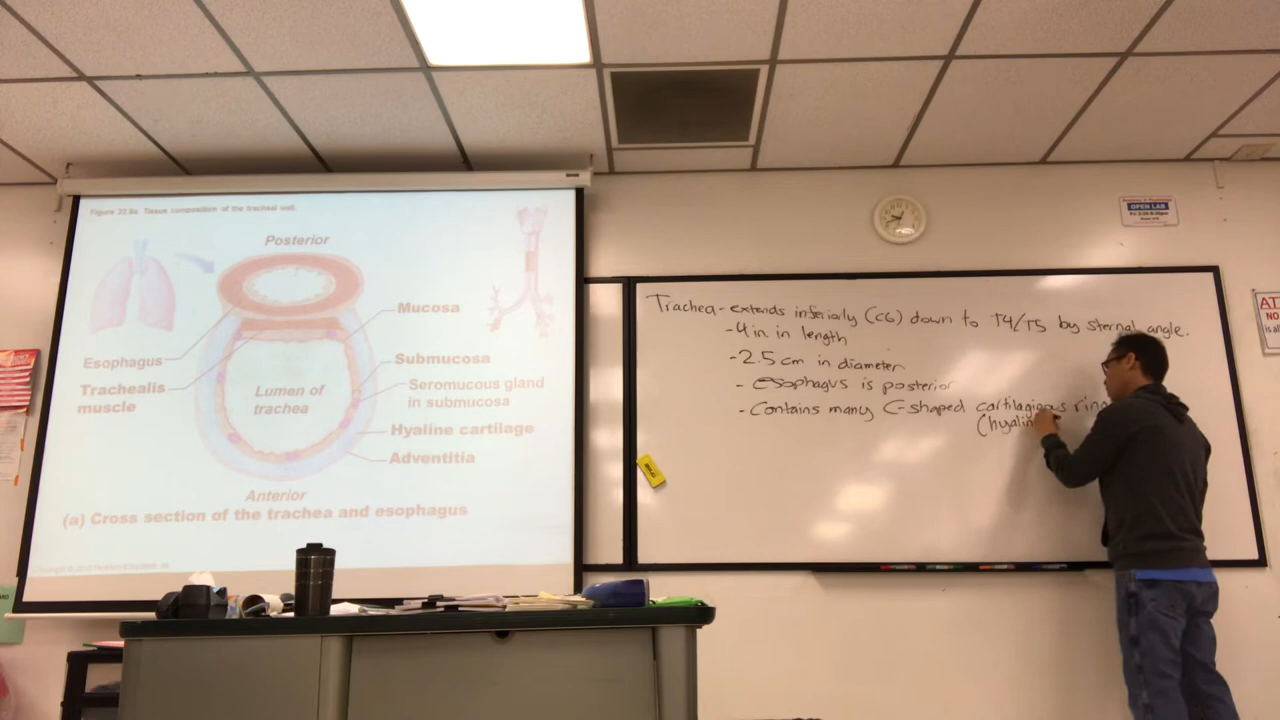 Figure 22.6a Tissue composition of the tracheal wall.
Posterior
Mucosa
Esophagus
Submucosa
Trachealis
muscle
Lumen of
trachea
Seromucous gland
in submucosa
Hyaline cartilage
Adventitia
Anterior
(a) Cross section of the trachea and esophagus
Trachea - extends inferiorly (C6) down to T4/T5 by sternal angle.
- 4 in. in length
- 2.5 cm in diameter
- esophagus is posterior
- Contains many C-shaped cartilaginous ring
(hyalin
OPEN LAB
AT
NO